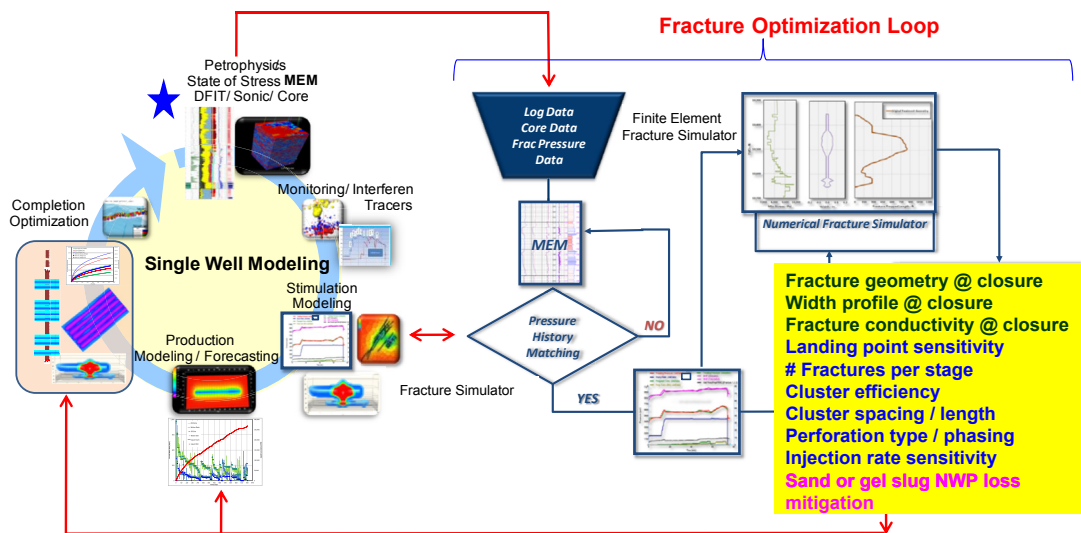 Fracture Optimization Loop
Petrophysics
State of Stress MEM
DFIT/ Sonic/ Core
Monitoring/ Interferen
Tracers
Completion
Optimization
Single Well Modeling
Stimulation
Modeling
Production
Modeling / Forecasting
Fracture Simulator
Log Data
Core Data
Frac Pressure
Data
MEM
Pressure
History
Matching
NO
YES
Finite Element
Fracture Simulator
Numerical Fracture Simulator
Fracture geometry @ closure
Width profile @ closure
Fracture conductivity @ closure
Landing point sensitivity
# Fractures per stage
Cluster efficiency
Cluster spacing / length
Perforation type / phasing
Injection rate sensitivity
Sand or gel slug NWP loss
mitigation